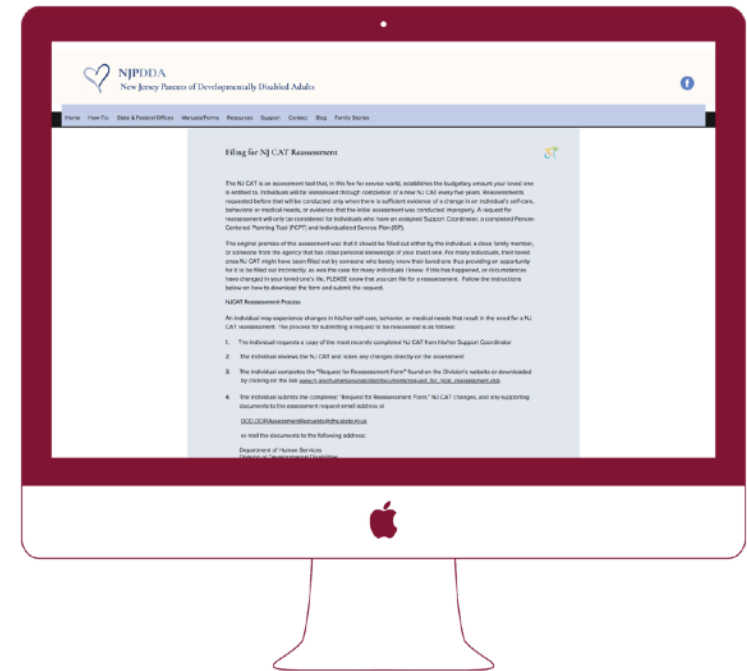 NJPDDA
New Jersey Parents of Developmentally Disabled Adults
Home How-To's State & Federal Offices Manuals/Forms Resources Support Contact Blog Family Stories
Filing for NJ CAT Reassessment
The NJ CAT is an assessment tool that, in this fee for service world, establishes the budgetary amount your loved one
is entitled to. Individuals will be reassessed through completion of a new NJ CAT every five years. Reassessments
requested before that will be conducted only when there is sufficient evidence of a change in an individual's self-care,
behavioral or medical needs, or evidence that the initial assessment was conducted improperly. A request for
reassessment will only be considered for individuals who have an assigned Support Coordinator, a completed Person-
Centered Planning Tool (PCPT) and Individualized Service Plan (ISP).
The original premise of this assessment was that it should be filled out either by the individual, a close family member,
or someone from the agency that has close personal knowledge of your loved one. For many individuals, their loved
ones NJ CAT might have been filled out by someone who barely knew their loved one thus providing an opportunity
for it to be filled out incorrectly, as was the case for many individuals I knew. If this has happened, or circumstances
have changed in your loved one's life, PLEASE know that you can file for a reassessment. Follow the instructions
below on how to download the form and submit the request.
NJCAT Reassessment Process
An individual may experience changes in his/her self care, behavior, or medical needs that result in the need for a NJ
CAT reassessment. The process for submitting a request to be reassessed is as follows:
1. The individual requests a copy of the most recently completed NJ CAT from his/her Support Coordinator
2. The individual reviews the NJ CAT and notes any changes directly on the assessment
3. The individual completes the "Request for Reassessment Form" found on the Division's website or downloaded
by clicking on the link
4. The individual submits the completed "Request for Reassessment Form," NJ CAT changes, and any supporting
documents to the assessment request email address at
or mail the documents to the following address:
Department of Human Services
Division of Developmental Disabilities